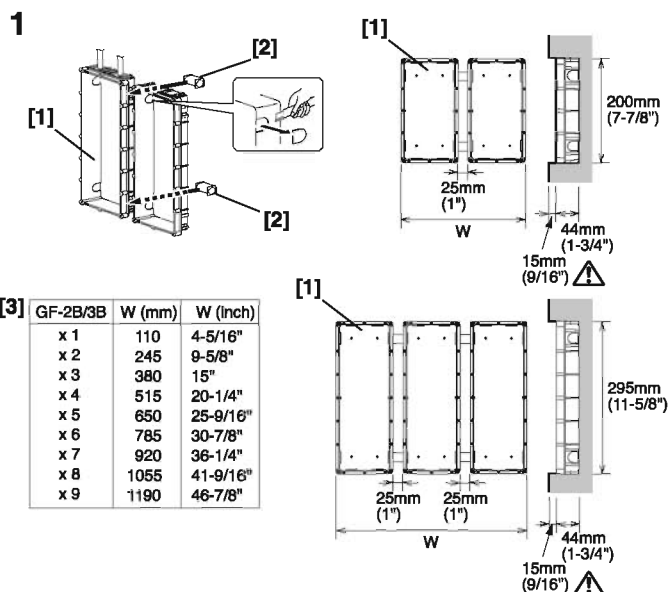 1
[2]
[1]
[2]
[1]
200mm
(7-7/8")
25mm
(1")
W
44mm
(1-3/4")
15mm
(9/16")
[3]
GF-2B/3B W (mm) W (inch)
x 1 110 4-5/16"
x 2 245 9-5/8"
x 3 380 15"
x 4 515 20-1/4"
x 5 650 25-9/16"
x 6 785 30-7/8"
x 7 920 36-1/4"
x 8 1055 41-9/16"
x 9 1190 46-7/8"
[1]
295mm
(11-5/8")
25mm
(1")
25mm
(1")
W
44mm
(1-3/4")
15mm
(9/16")